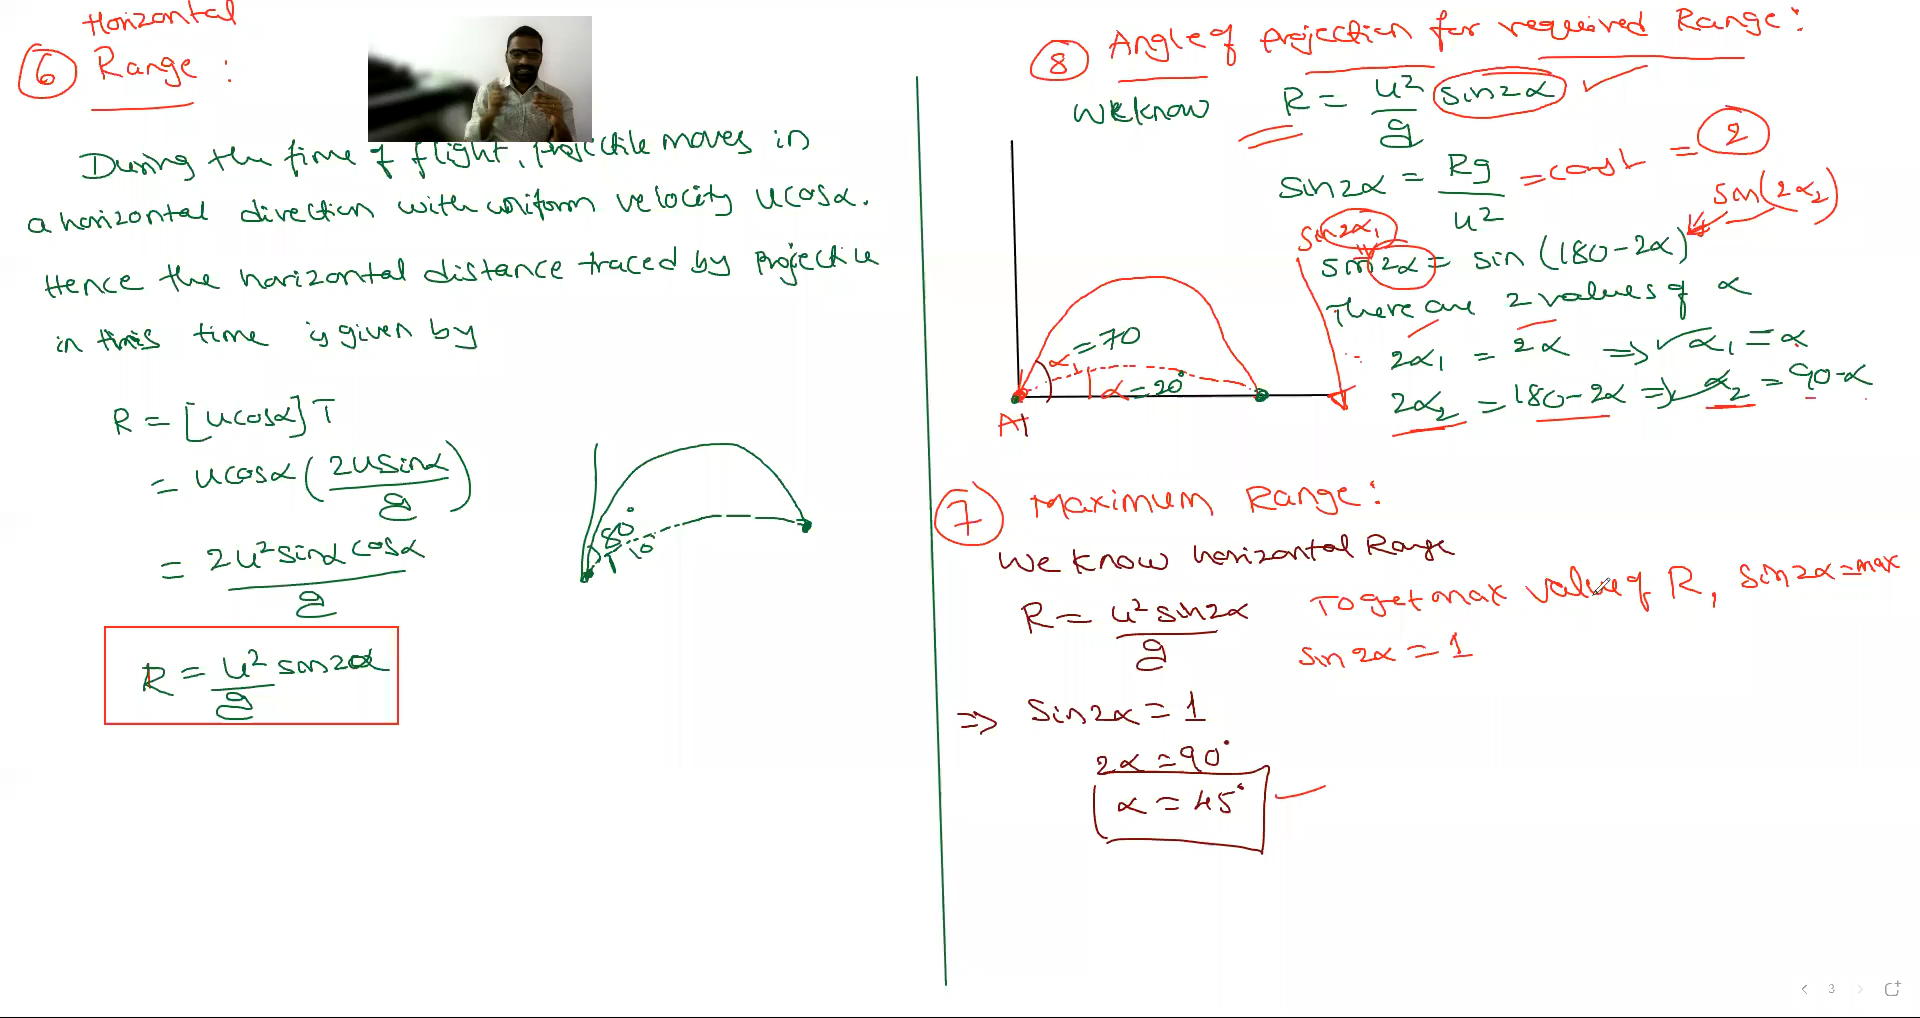 6 Horizontal
Range :
During the time of flight, projectile moves in
a horizontal direction with uniform velocity ucosα.
Hence the horizontal distance traced by projectile
in this time is given by
R = [ucosα] T
= ucosα (2usinα/g)
= 2u² sinα cosα/g
R = u²/g sin2α
80°
10°
8 Angle of projection for required Range :
We know R = u²/g sin2α
sin2α = Rg/u² = const = 2
sin(2α₂)
sin2α₁
sin2α = sin (180-2α)
There are 2 values of α
∴ 2α₁ = 2α ⇒ α₁ = α
2α₂ = 180-2α ⇒ α₂ = 90-α
α₁ = 70
α = 20°
A
7 Maximum Range :
We know horizontal Range
R = u² sin2α/g
To get max value of R, sin2α = max
sin2α = 1
⇒ Sin2α = 1
2α = 90°
α = 45°
< 3 >